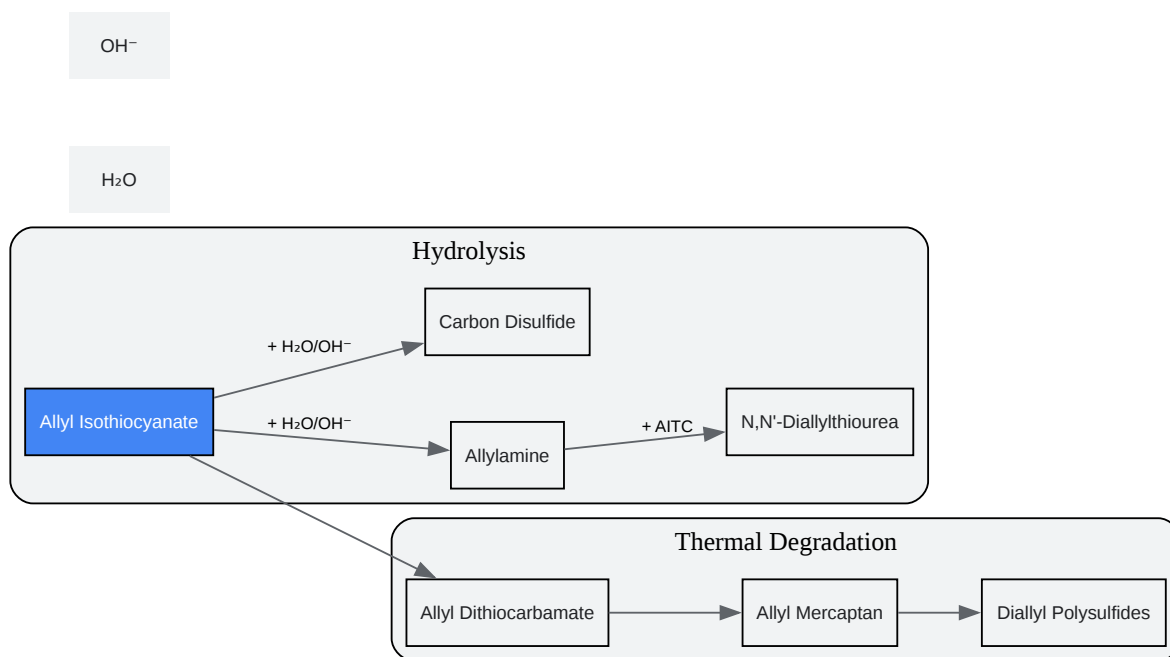 OH⁻
H₂O
Hydrolysis
Carbon Disulfide
+ H₂O/OH⁻
Allyl Isothiocyanate
+ H₂O/OH⁻
Allylamine
+ AITC
N,N'-Diallylthiourea
Thermal Degradation
Allyl Dithiocarbamate
Allyl Mercaptan
Diallyl Polysulfides